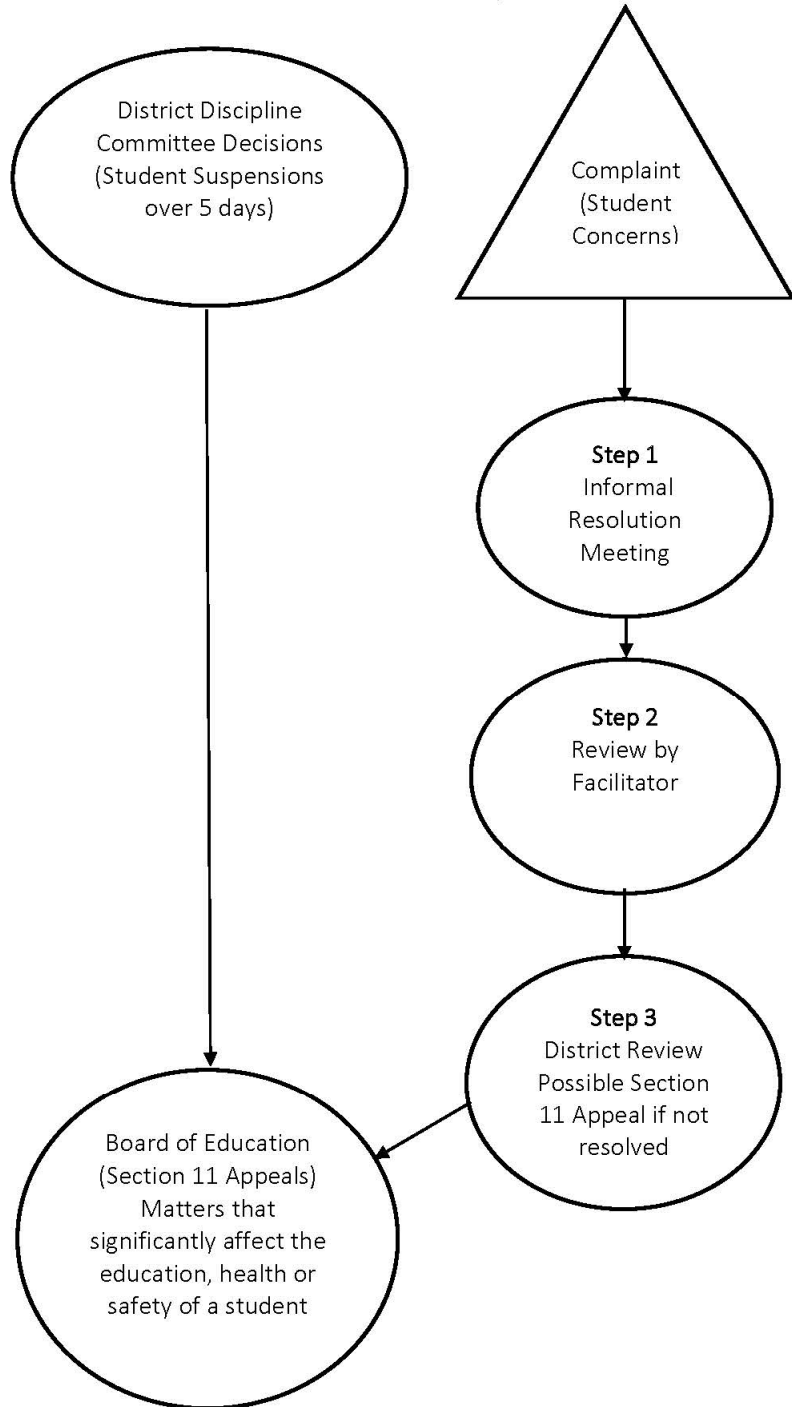 District Discipline
Committee Decisions
(Student Suspensions
over 5 days)
Complaint
(Student
Concerns)
Step 1
Informal
Resolution
Meeting
Step 2
Review by
Facilitator
Step 3
District Review
Possible Section
11 Appeal if not
resolved
Board of Education
(Section 11 Appeals)
Matters that
significantly affect the
education, health or
safety of a student